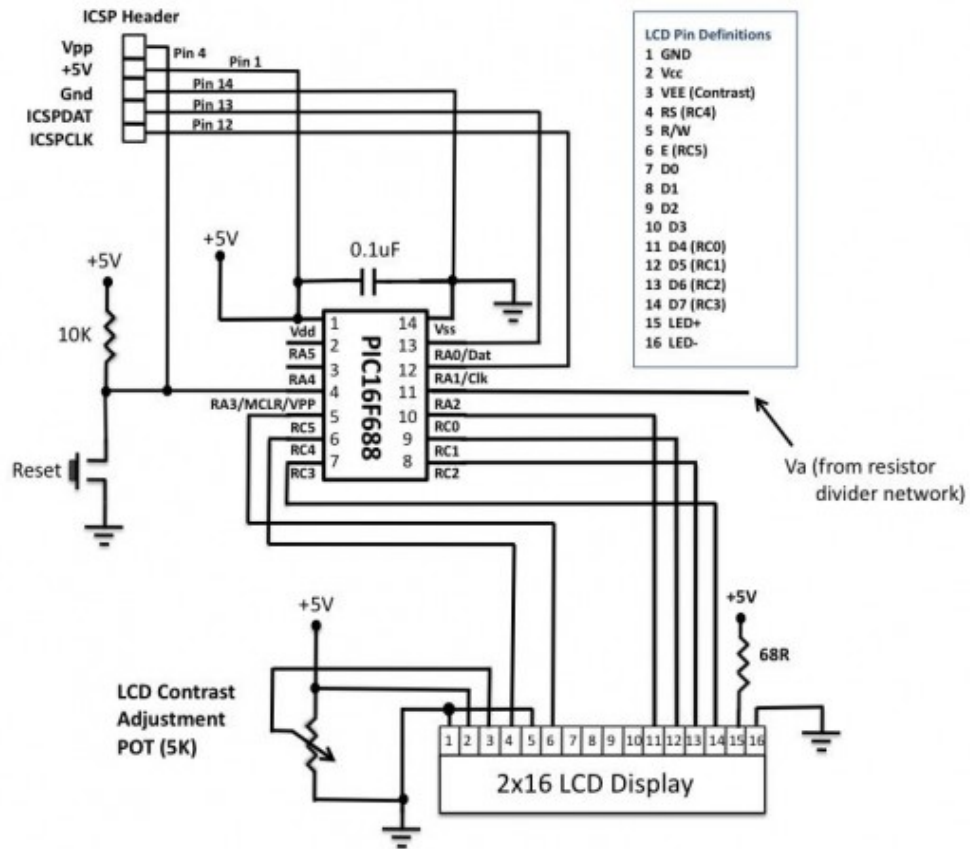 ICSP Header
Vpp
+5V
Gnd
ICSPDAT
ICSPCLK
Pin 4
Pin 1
Pin 14
Pin 13
Pin 12
LCD Pin Definitions
1 GND
2 Vcc
3 VEE (Contrast)
4 RS (RC4)
5 R/W
6 E (RC5)
7 D0
8 D1
9 D2
10 D3
11 D4 (RC0)
12 D5 (RC1)
13 D6 (RC2)
14 D7 (RC3)
15 LED+
16 LED-
+5V
0.1uF
+5V
10K
Reset
Vdd
RA5
RA4
RA3/MCLR/VPP
RC5
RC4
RC3
1
2
3
4
5
6
7
PIC16F688
14
13
12
11
10
9
8
Vss
RA0/Dat
RA1/Clk
RA2
RC0
RC1
RC2
Va (from resistor
divider network)
+5V
68R
+5V
LCD Contrast
Adjustment
POT (5K)
1 2 3 4 5 6 7 8 9 10 11 12 13 14 15 16
2x16 LCD Display